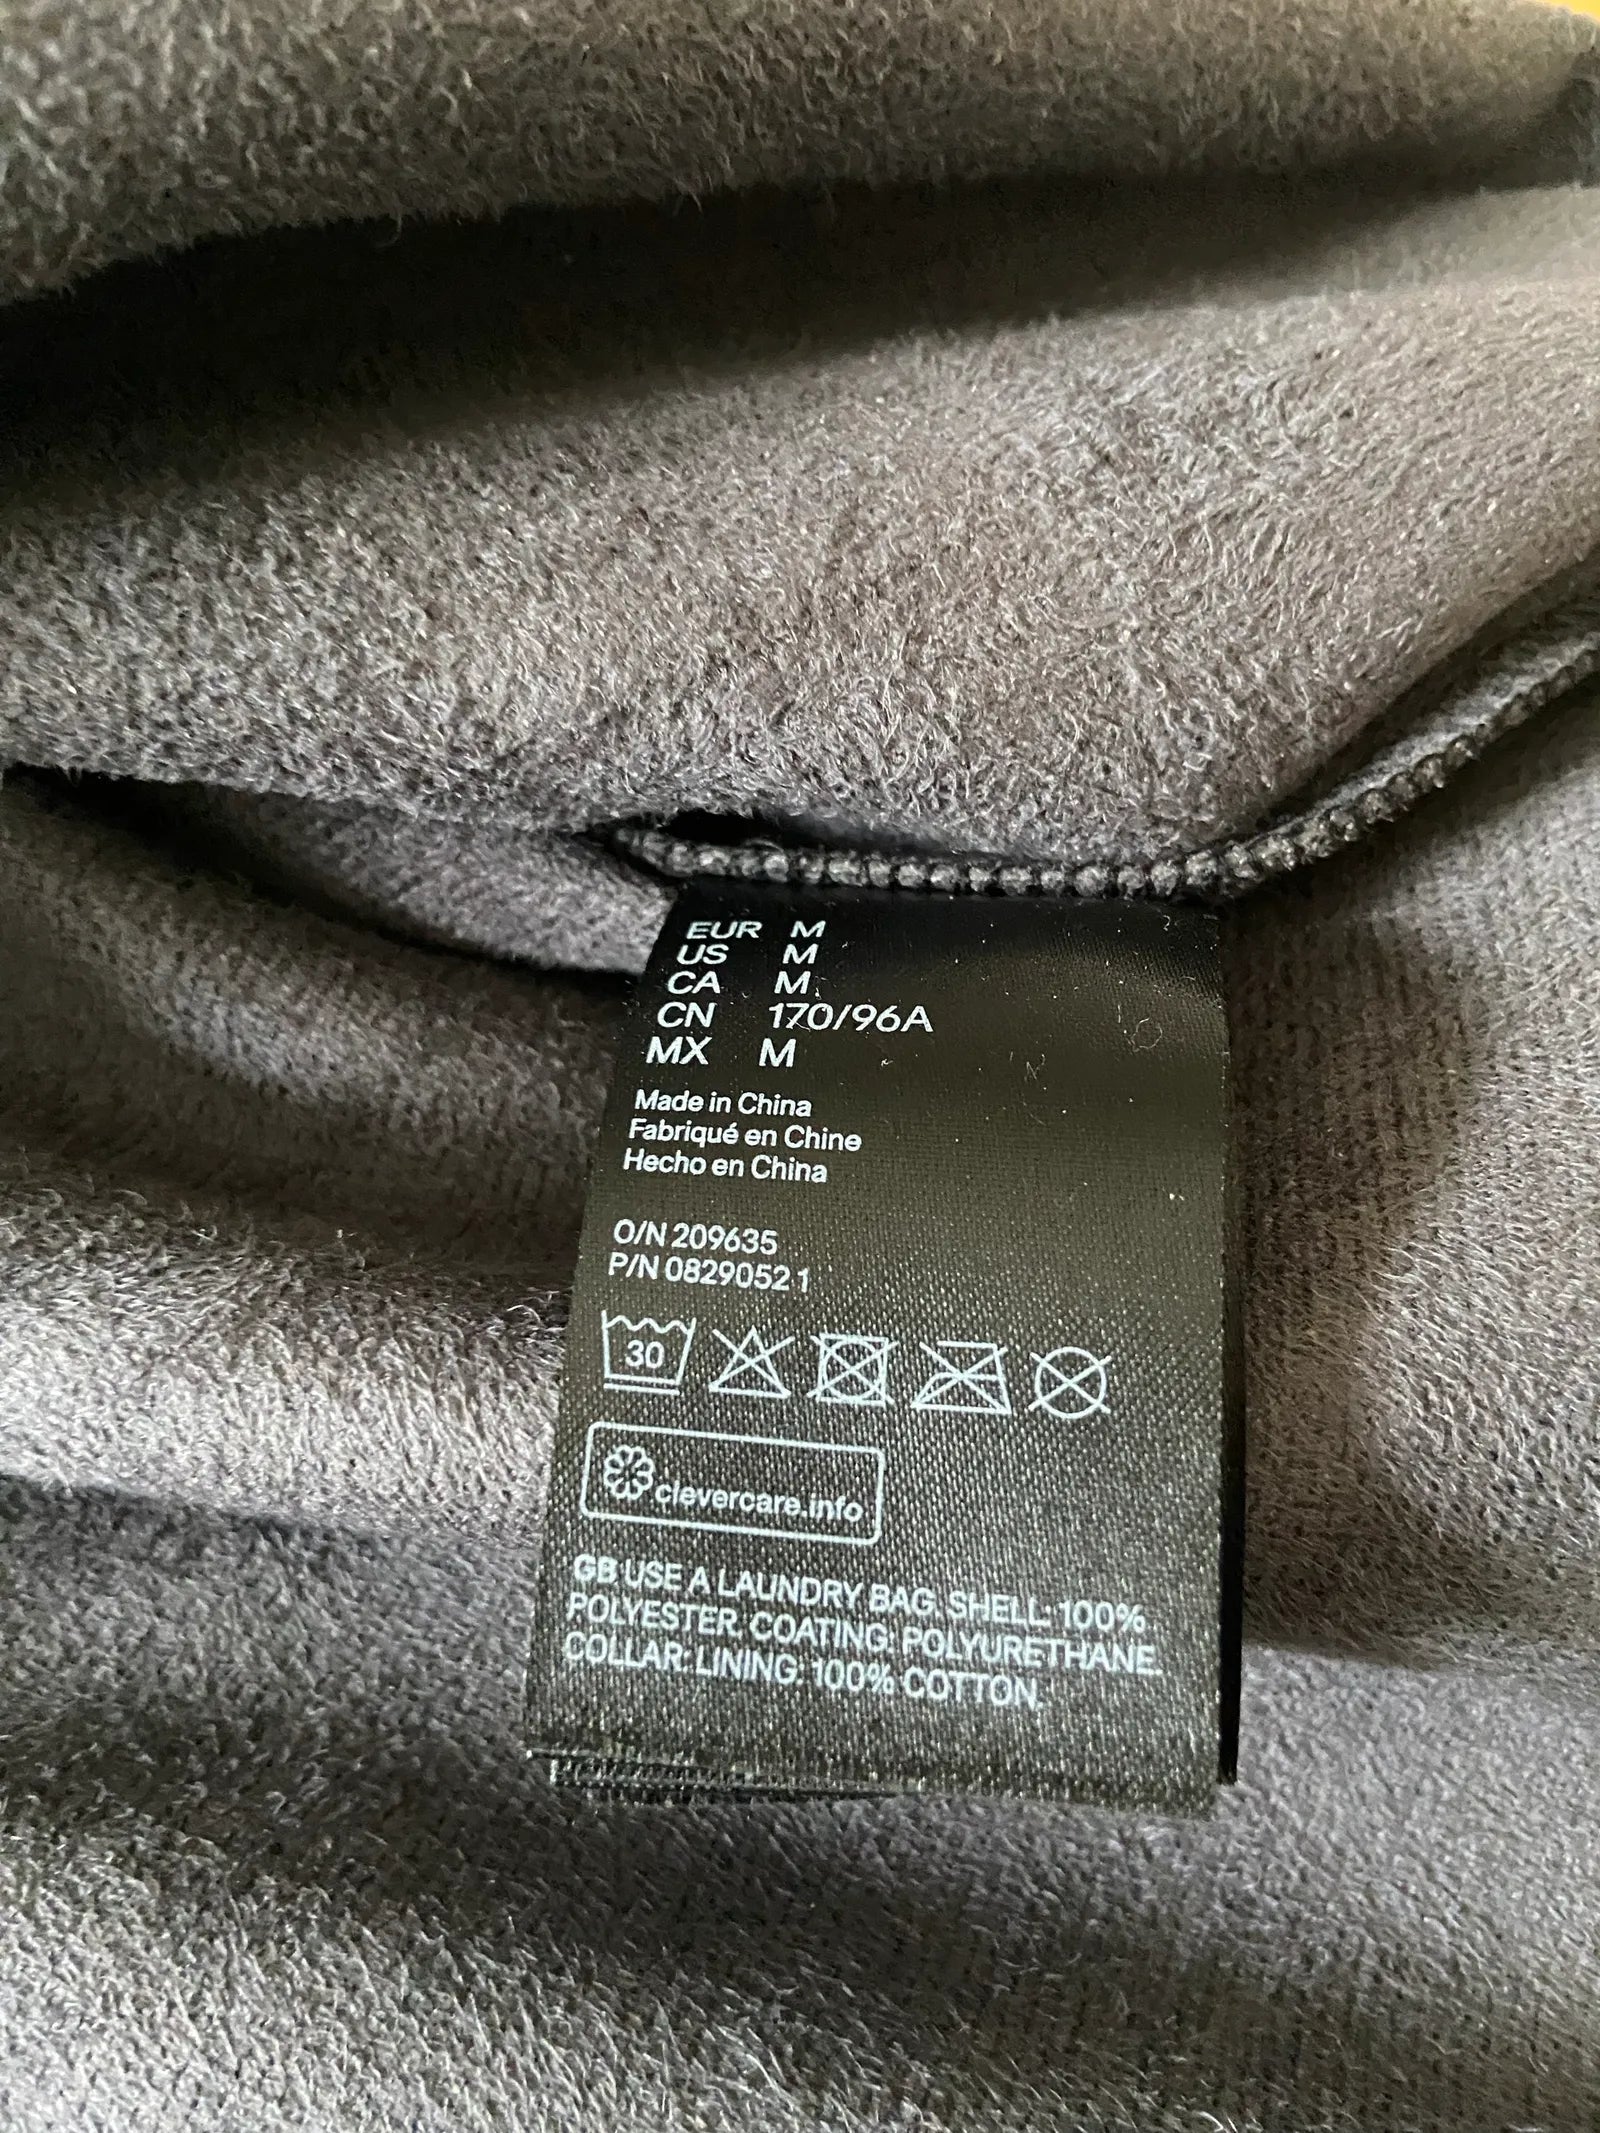 EUR M
US M
CA M
CN 170/96A
MX M
Made in China
Fabriqué en Chine
Hecho en China
O/N 209635
P/N 0829052 1
30
clevercare.info
GB USE A LAUNDRY BAG. SHELL: 100%
POLYESTER. COATING: POLYURETHANE.
COLLAR: LINING: 100% COTTON.